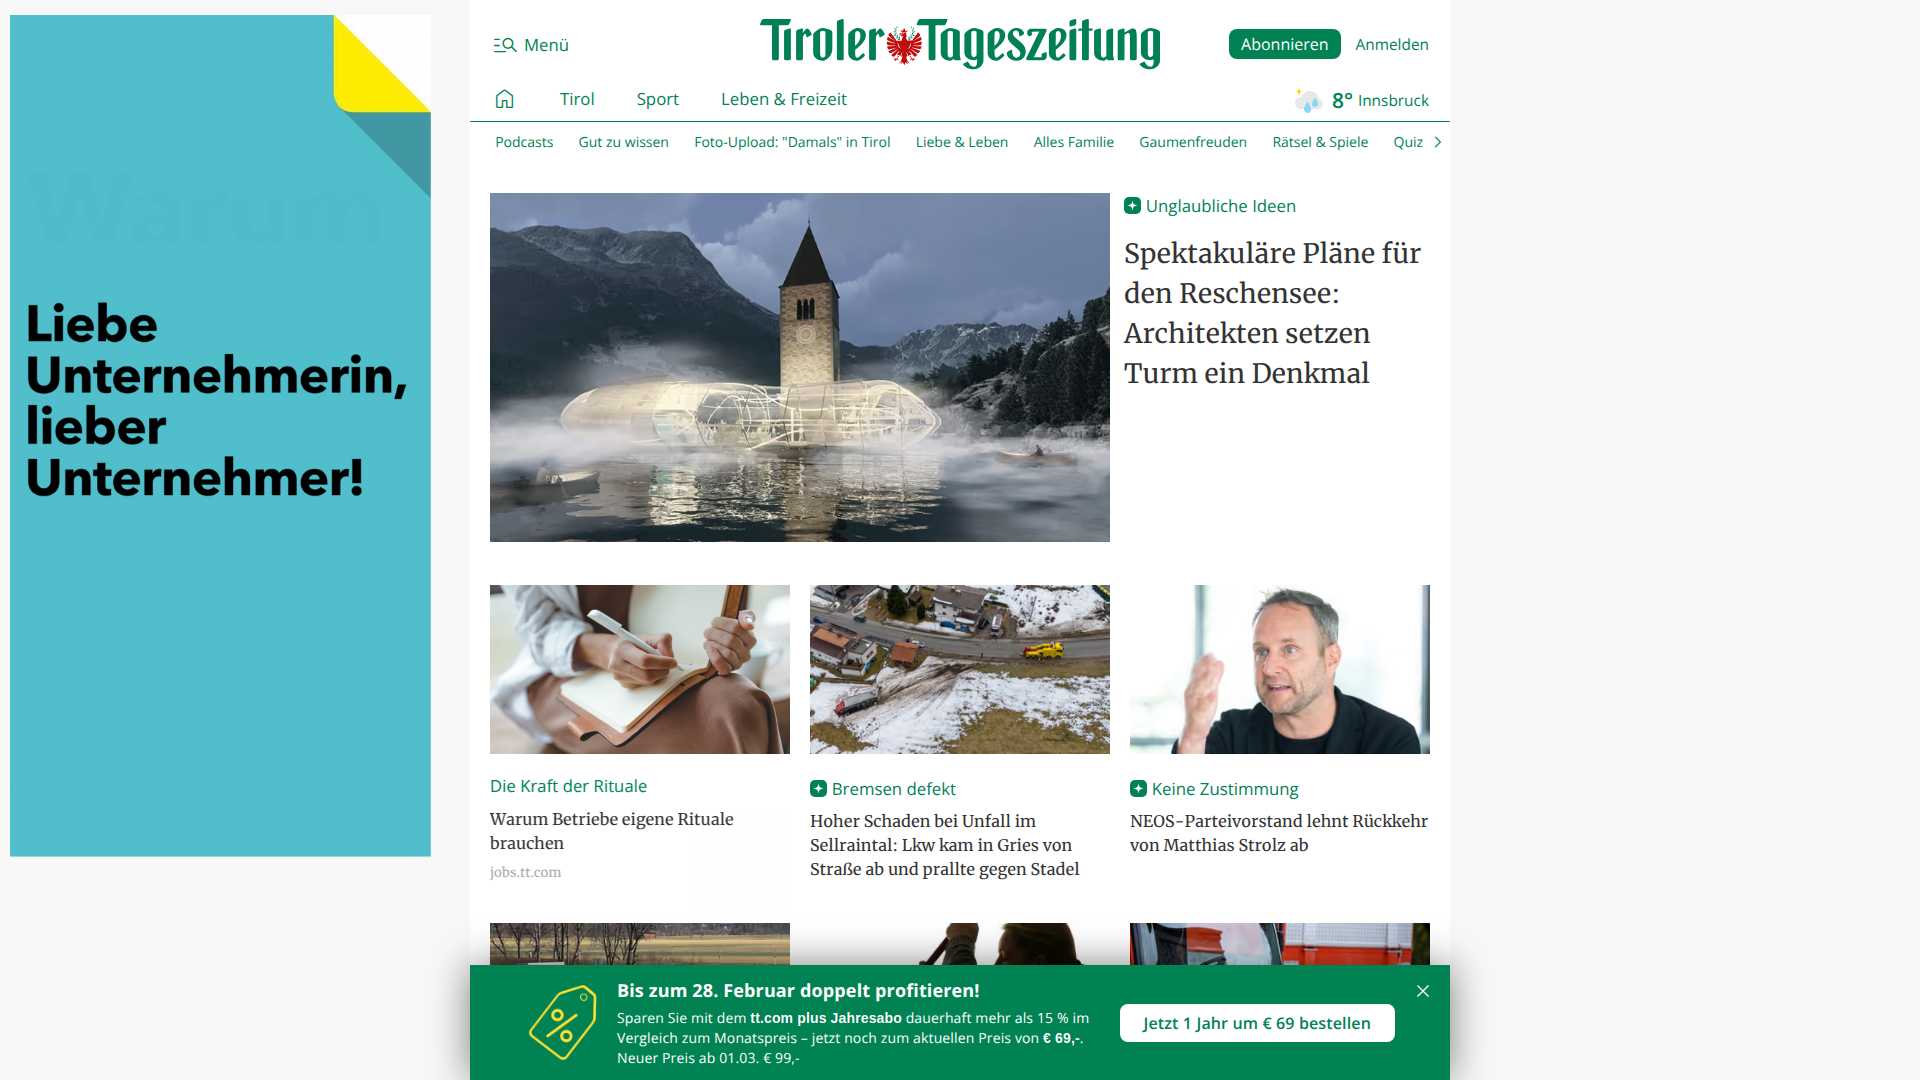 Warum
Liebe
Unternehmerin,
lieber
Unternehmer!
Menü
Tiroler Tageszeitung
Abonnieren
Anmelden
Tirol
Sport
Leben & Freizeit
8° Innsbruck
Podcasts
Gut zu wissen
Foto-Upload: "Damals" in Tirol
Liebe & Leben
Alles Familie
Gaumenfreuden
Rätsel & Spiele
Quiz
Unglaubliche Ideen
Spektakuläre Pläne für
den Reschensee:
Architekten setzen
Turm ein Denkmal
Die Kraft der Rituale
Warum Betriebe eigene Rituale
brauchen
jobs.tt.com
Bremsen defekt
Hoher Schaden bei Unfall im
Sellraintal: Lkw kam in Gries von
Straße ab und prallte gegen Stadel
Keine Zustimmung
NEOS-Parteivorstand lehnt Rückkehr
von Matthias Strolz ab
Bis zum 28. Februar doppelt profitieren!
Sparen Sie mit dem tt.com plus Jahresabo dauerhaft mehr als 15 % im
Vergleich zum Monatspreis – jetzt noch zum aktuellen Preis von € 69,-.
Neuer Preis ab 01.03. € 99,-
Jetzt 1 Jahr um € 69 bestellen